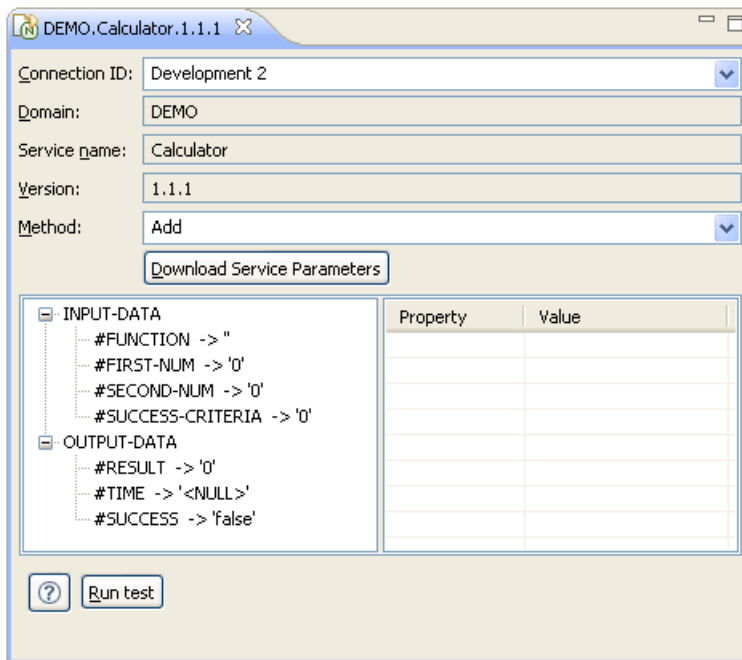 DEMO.Calculator.1.1.1
Connection ID: Development 2
Domain: DEMO
Service name: Calculator
Version: 1.1.1
Method: Add
Download Service Parameters
INPUT-DATA
#FUNCTION -> ''
#FIRST-NUM -> '0'
#SECOND-NUM -> '0'
#SUCCESS-CRITERIA -> '0'
OUTPUT-DATA
#RESULT -> '0'
#TIME -> '<NULL>'
#SUCCESS -> 'false'
Property Value
? Run test